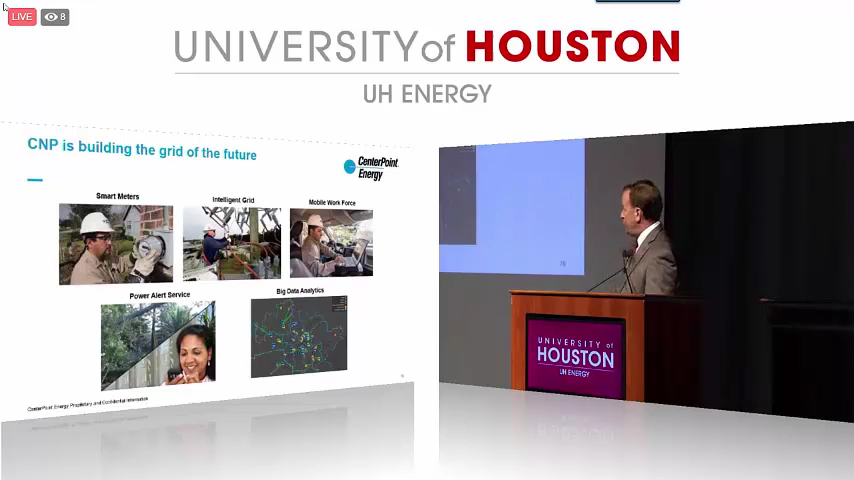 LIVE 8
UNIVERSITY of HOUSTON
UH ENERGY
CNP is building the grid of the future
CenterPoint.
Energy
Smart Meters
Intelligent Grid
Mobile Work Force
Power Alert Service
Big Data Analytics
CenterPoint Energy Proprietary and Confidential Information
UNIVERSITY of
HOUSTON
UH ENERGY